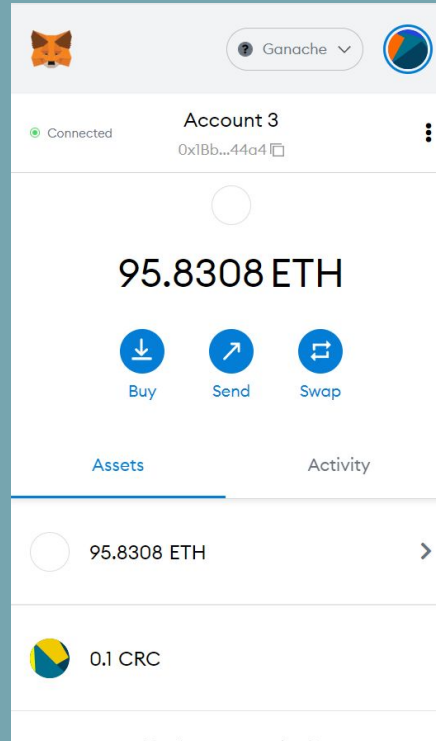 Ganache
Connected
Account 3
0x1Bb...44a4
95.8308 ETH
Buy
Send
Swap
Assets
Activity
95.8308 ETH
0.1 CRC